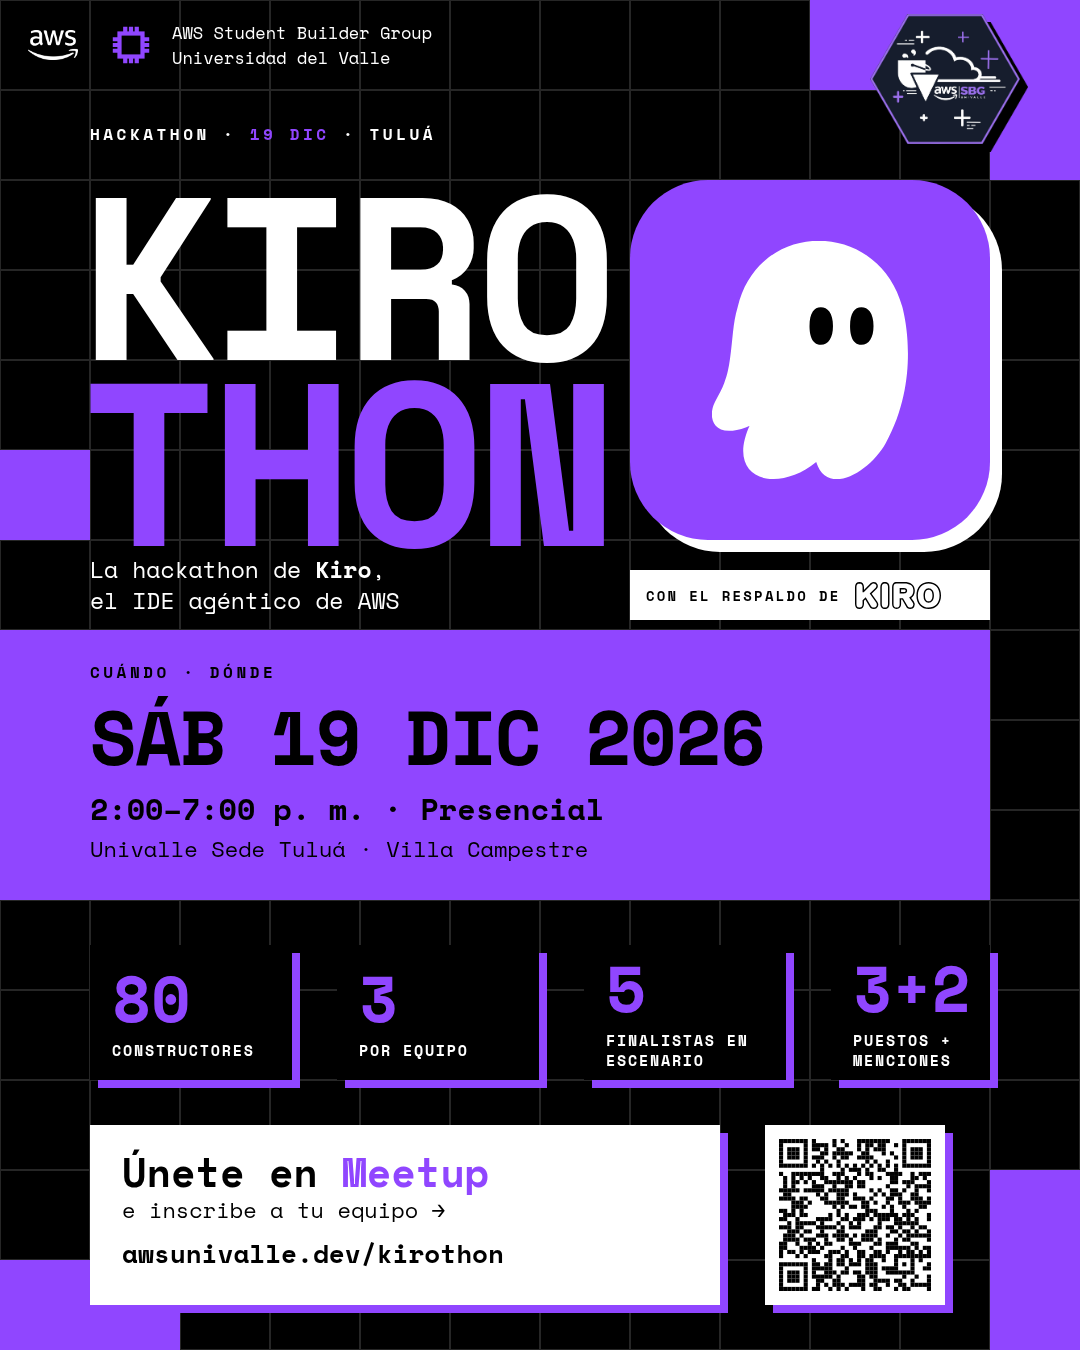 aws
AWS Student Builder Group
Universidad del Valle
aws SBG
HACKATHON · 19 DIC · TULUÁ
KIRO
THON
La hackathon de Kiro,
el IDE agéntico de AWS
CON EL RESPALDO DE KIRO
CUÁNDO · DÓNDE
SÁB 19 DIC 2026
2:00–7:00 p. m. · Presencial
Univalle Sede Tuluá · Villa Campestre
80
CONSTRUCTORES
3
POR EQUIPO
5
FINALISTAS EN
ESCENARIO
3+2
PUESTOS +
MENCIONES
Únete en Meetup
e inscribe a tu equipo →
awsunivalle.dev/kirothon